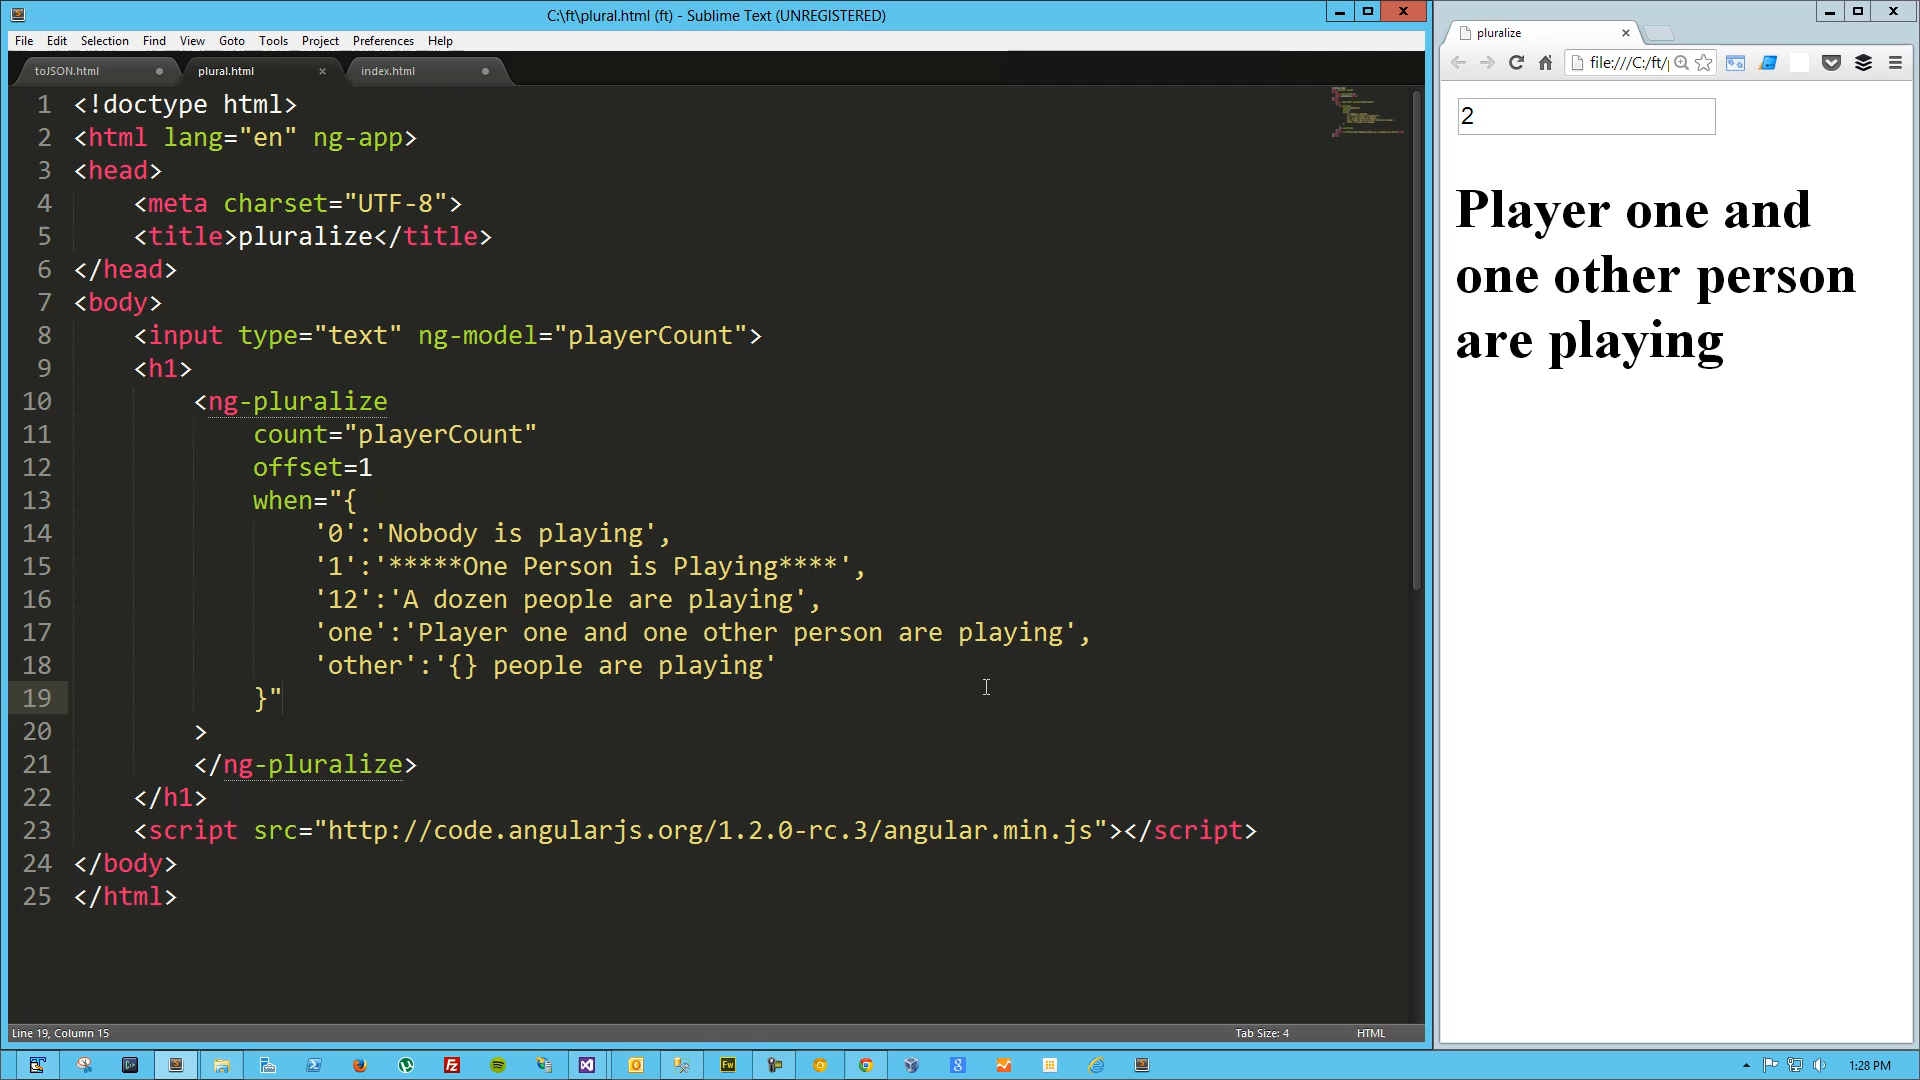 C:\ft\plural.html (ft) - Sublime Text (UNREGISTERED)
File Edit Selection Find View Goto Tools Project Preferences Help
toJSON.html plural.html index.html
1 <!doctype html>
2 <html lang="en" ng-app>
3 <head>
4 <meta charset="UTF-8">
5 <title>pluralize</title>
6 </head>
7 <body>
8 <input type="text" ng-model="playerCount">
9 <h1>
10 <ng-pluralize
11 count="playerCount"
12 offset=1
13 when="{
14 '0':'Nobody is playing',
15 '1':'*****One Person is Playing****',
16 '12':'A dozen people are playing',
17 'one':'Player one and one other person are playing',
18 'other':'{} people are playing'
19 }"
20 >
21 </ng-pluralize>
22 </h1>
23 <script src="http://code.angularjs.org/1.2.0-rc.3/angular.min.js"></script>
24 </body>
25 </html>
Line 19, Column 15
Tab Size: 4
HTML
pluralize
file:///C:/ft/
2
Player one and
one other person
are playing
1:28 PM